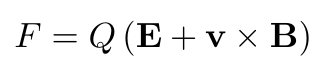 F = Q (E + v × B)